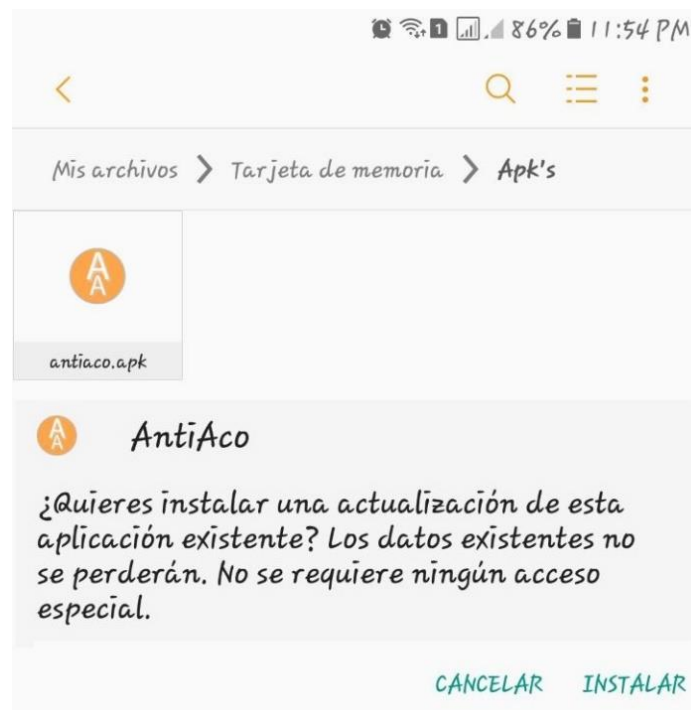 1 86% 11:54 PM
Mis archivos > Tarjeta de memoria > Apk's
A
A
antiaco.apk
A
A
AntiAco
¿Quieres instalar una actualización de esta
aplicación existente? Los datos existentes no
se perderán. No se requiere ningún acceso
especial.
CANCELAR INSTALAR